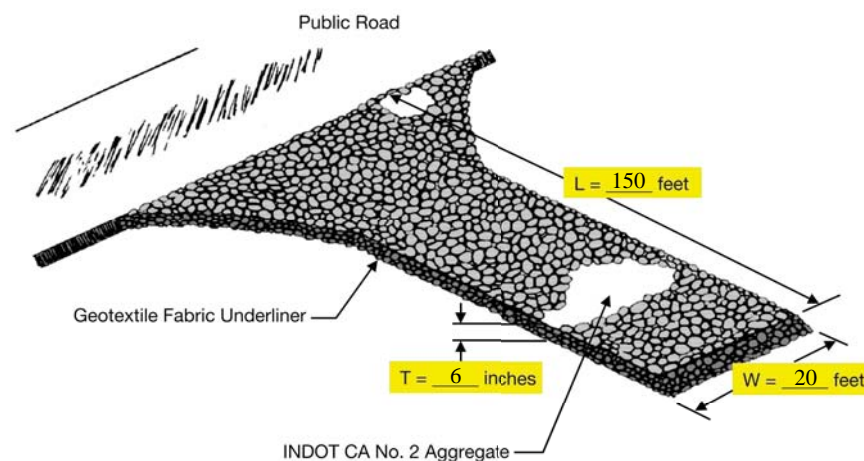 Public Road
L = 150 feet
Geotextile Fabric Underliner
T = 6 inches
W = 20 feet
INDOT CA No. 2 Aggregate